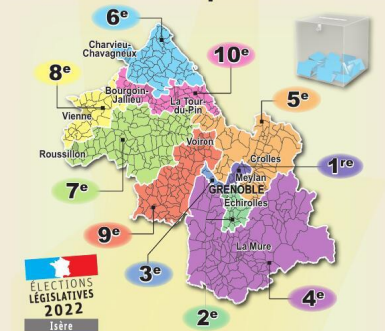 6e
Charvieu-
Chavagneux
10e
8e
Bourgoin-
Jallieu
La Tour-
du-Pin
5e
Vienne
Voiron
Crolles
Roussillon
1re
Meylan
GRENOBLE
7e
Echirolles
9e
La Mure
3e
ÉLECTIONS
LÉGISLATIVES
2022
Isère
2e
4e